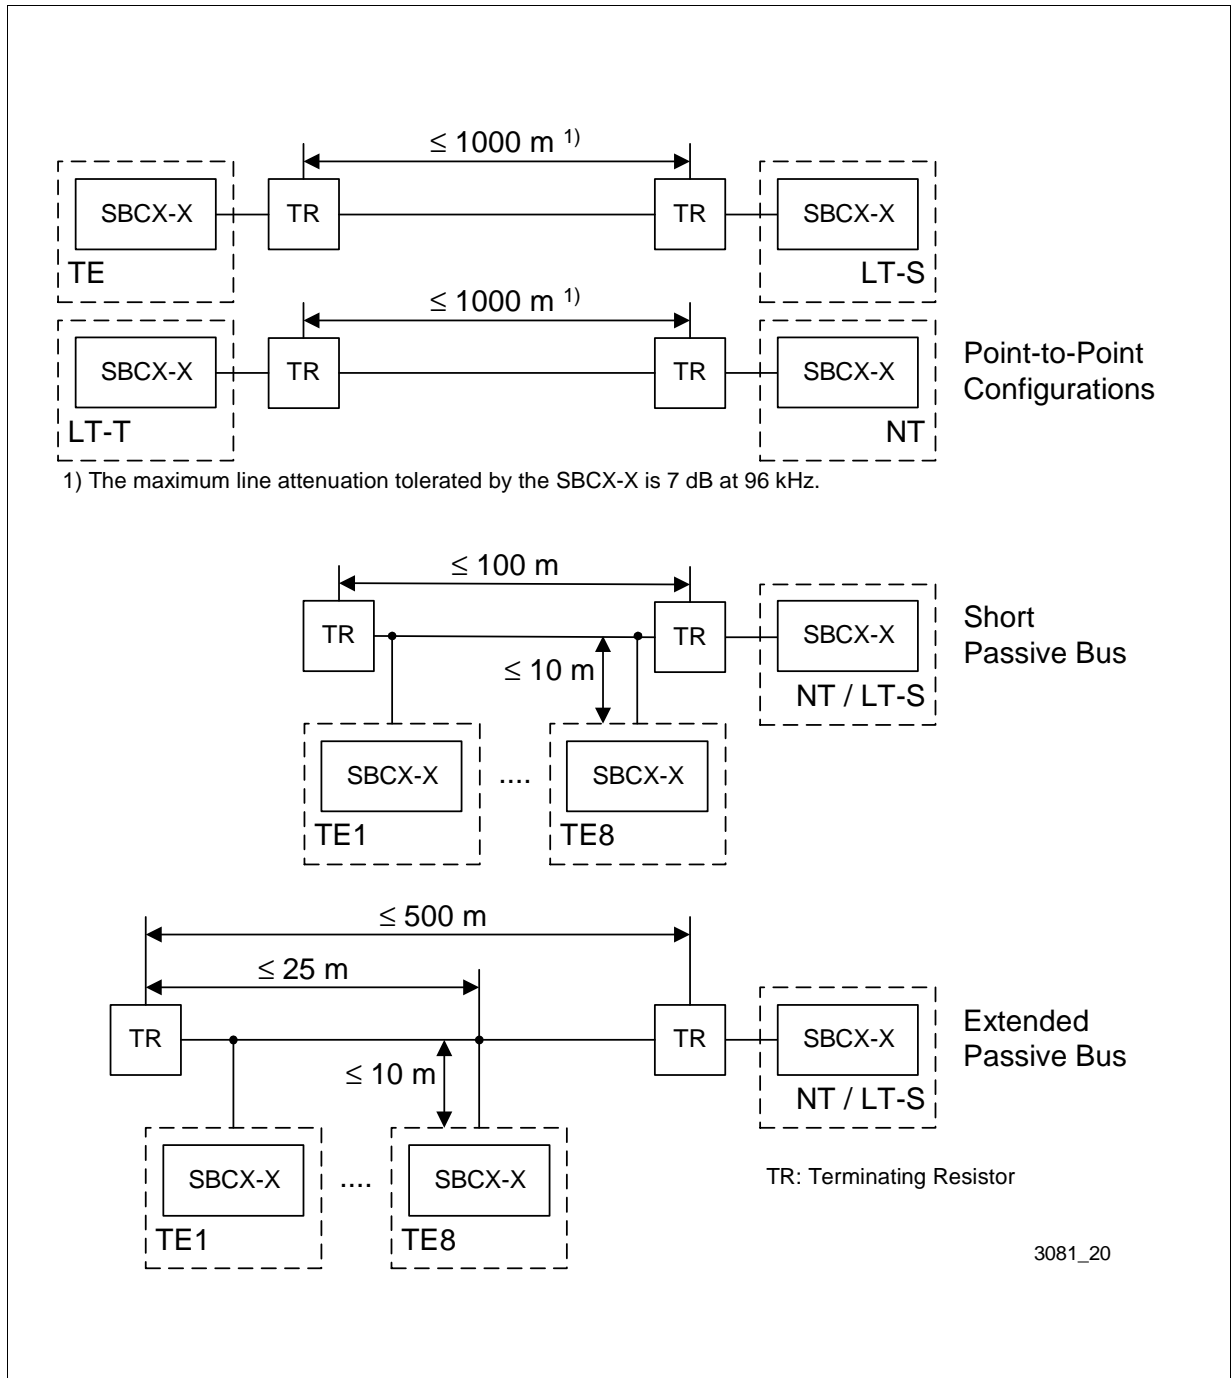 ≤ 1000 m 1)
SBCX-X TR TR SBCX-X
TE LT-S
≤ 1000 m 1)
SBCX-X TR TR SBCX-X
LT-T NT
Point-to-Point
Configurations
1) The maximum line attenuation tolerated by the SBCX-X is 7 dB at 96 kHz.
≤ 100 m
TR TR SBCX-X
NT / LT-S
Short
Passive Bus
≤ 10 m
SBCX-X .... SBCX-X
TE1 TE8
≤ 500 m
≤ 25 m
TR TR SBCX-X
NT / LT-S
Extended
Passive Bus
≤ 10 m
SBCX-X .... SBCX-X
TE1 TE8
TR: Terminating Resistor
3081_20